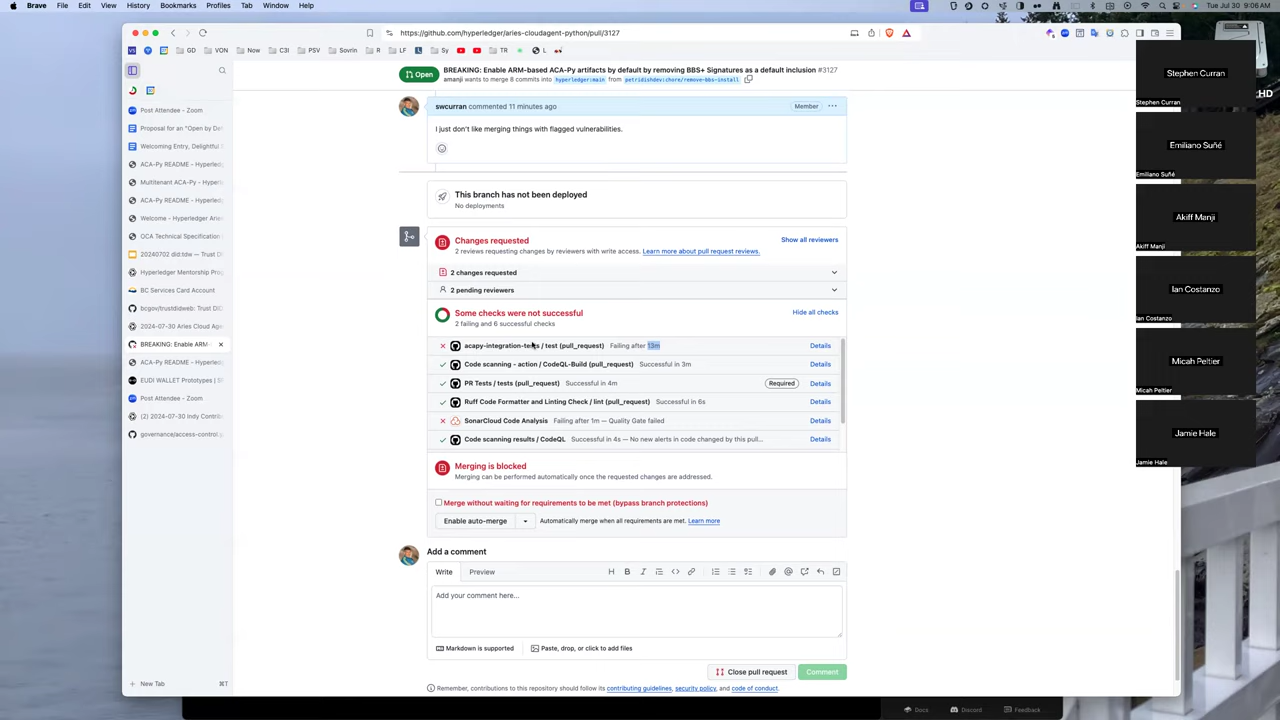 Brave File Edit View History Bookmarks Profiles Tab Window Help
Tue Jul 30 9:06 AM
https://github.com/hyperledger/aries-cloudagent-python/pull/3127
GD VON Now C3I PSV Sovrin R LF Sy TR L
Open
BREAKING: Enable ARM-based ACA-Py artifacts by default by removing BBS+ Signatures as a default inclusion #3127
amanji wants to merge 8 commits into hyperledger:main from petridishdev:chore/remove-bbs-install
Post Attendee - Zoom
Proposal for an "Open by De
Welcoming Entry, Delightful
ACA-Py README - Hyperledg
Multitenant ACA-Py - Hyperl
ACA-Py README - Hyperledg
Welcome - Hyperledger Arie
OCA Technical Specification
20240702 did:tdw — Trust D
Hyperledger Mentorship Pro
BC Services Card Account
bcgov/trustdidweb: Trust DI
2024-07-30 Aries Cloud Ag
BREAKING: Enable ARM-
ACA-Py README - Hyperledg
EUDI WALLET Prototypes | S
Post Attendee - Zoom
(2) 2024-07-30 Indy Contrib
governance/access-control.
New Tab ⌘T
swcurran commented 11 minutes ago
Member
I just don't like merging things with flagged vulnerabilities.
This branch has not been deployed
No deployments
Changes requested
Show all reviewers
2 reviews requesting changes by reviewers with write access. Learn more about pull request reviews.
2 changes requested
2 pending reviewers
Some checks were not successful
Hide all checks
2 failing and 6 successful checks
acapy-integration-tests / test (pull_request) Failing after 13m Details
Code scanning - action / CodeQL-Build (pull_request) Successful in 3m Details
PR Tests / tests (pull_request) Successful in 4m Required Details
Ruff Code Formatter and Linting Check / lint (pull_request) Successful in 6s Details
SonarCloud Code Analysis Failing after 1m — Quality Gate failed Details
Code scanning results / CodeQL Successful in 4s — No new alerts in code changed by this pull... Details
Merging is blocked
Merging can be performed automatically once the requested changes are addressed.
Merge without waiting for requirements to be met (bypass branch protections)
Enable auto-merge
Automatically merge when all requirements are met. Learn more
Add a comment
Write Preview
Add your comment here...
Markdown is supported
Paste, drop, or click to add files
Close pull request
Comment
Remember, contributions to this repository should follow its contributing guidelines, security policy, and code of conduct.
Docs Discord Feedback
HD
Stephen Curran
Stephen Curran
Emiliano Suñé
Emiliano Suñé
Akiff Manji
Akiff Manji
Ian Costanzo
Ian Costanzo
Micah Peltier
Micah Peltier
Jamie Hale
Jamie Hale